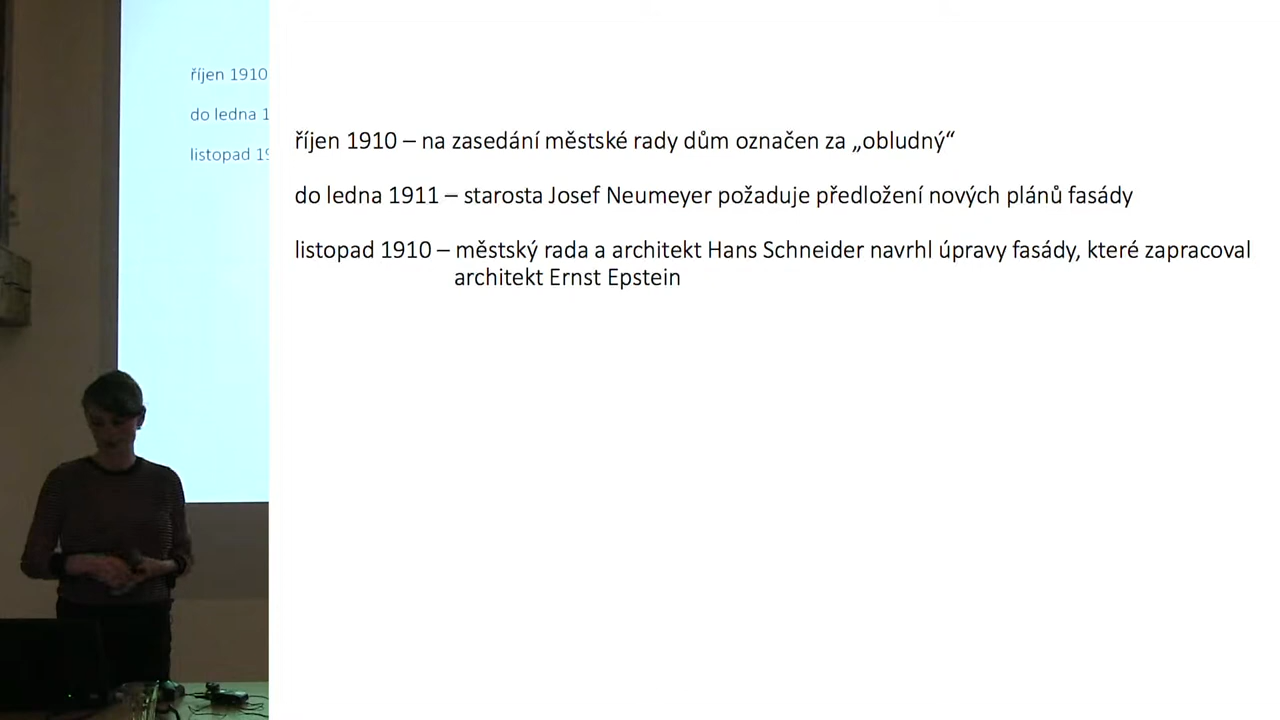 říjen 1910
do ledna 1
listopad 19
říjen 1910 – na zasedání městské rady dům označen za „obludný“
do ledna 1911 – starosta Josef Neumeyer požaduje předložení nových plánů fasády
listopad 1910 – městský rada a architekt Hans Schneider navrhl úpravy fasády, které zapracoval
architekt Ernst Epstein